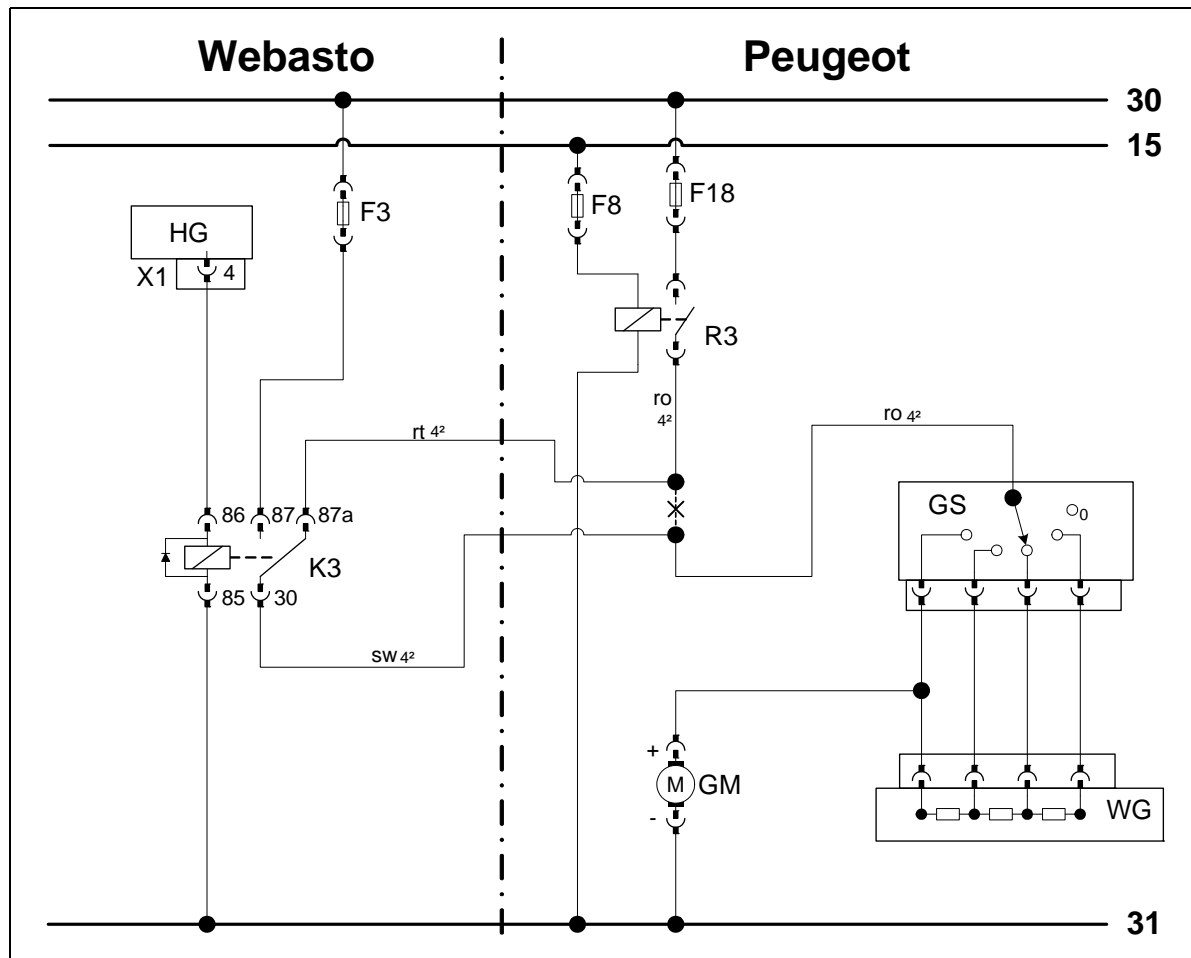 Webasto
Peugeot
30
15
F3
F8
F18
HG
X1
4
R3
ro
4²
ro 4²
rt 4²
GS
0
86
87
87a
K3
85
30
sw 4²
+
M
GM
-
WG
31